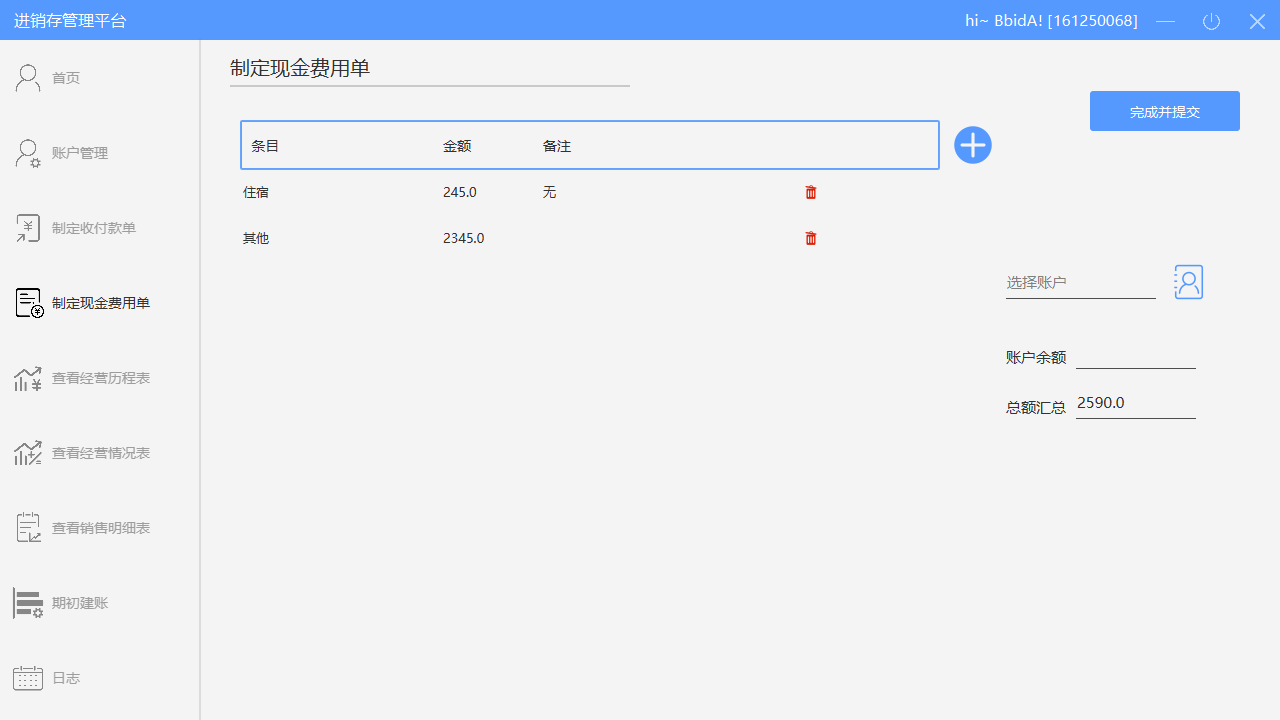 进销存管理平台
hi~ BbidA! [161250068]
首页
账户管理
制定收付款单
制定现金费用单
查看经营历程表
查看经营情况表
查看销售明细表
期初建账
日志
制定现金费用单
完成并提交
条目 金额 备注
住宿 245.0 无
其他 2345.0
选择账户
账户余额
总额汇总 2590.0